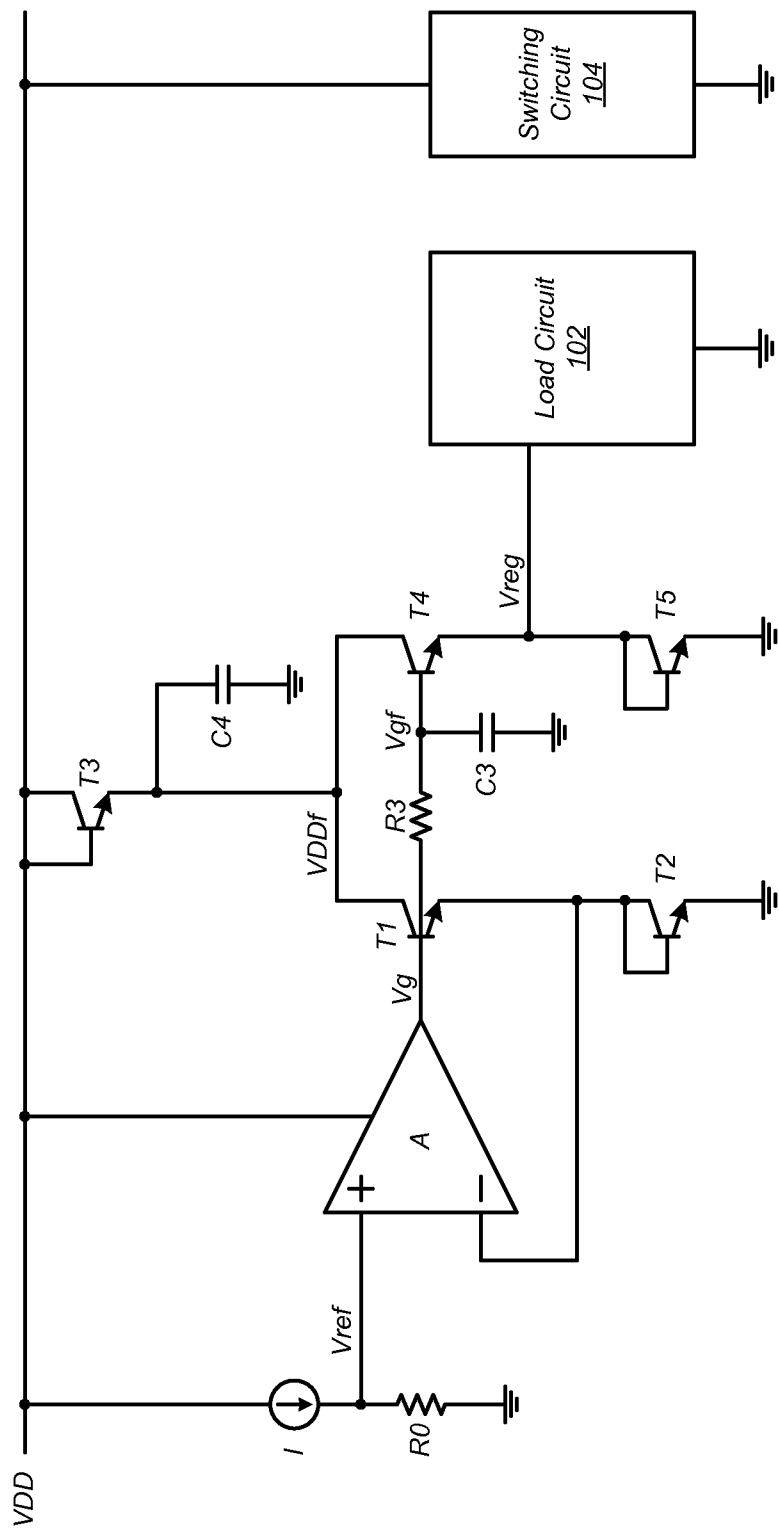 VDD
I
R0
Vref
+
−
A
Vg
T1
T2
VDDf
T3
R3
C4
Vgf
C3
T4
Vreg
T5
Load Circuit
102
Switching
Circuit
104